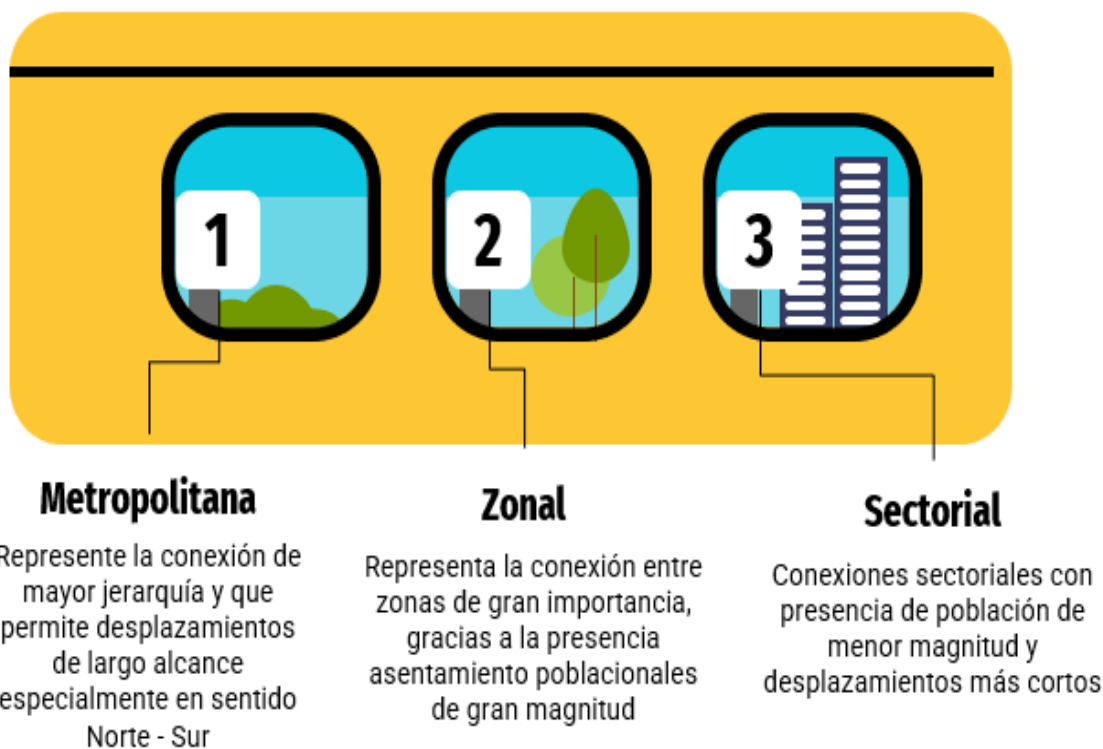 1
2
3
Metropolitana
Represente la conexión de
mayor jerarquía y que
permite desplazamientos
de largo alcance
especialmente en sentido
Norte - Sur
Zonal
Representa la conexión entre
zonas de gran importancia,
gracias a la presencia
asentamiento poblacionales
de gran magnitud
Sectorial
Conexiones sectoriales con
presencia de población de
menor magnitud y
desplazamientos más cortos